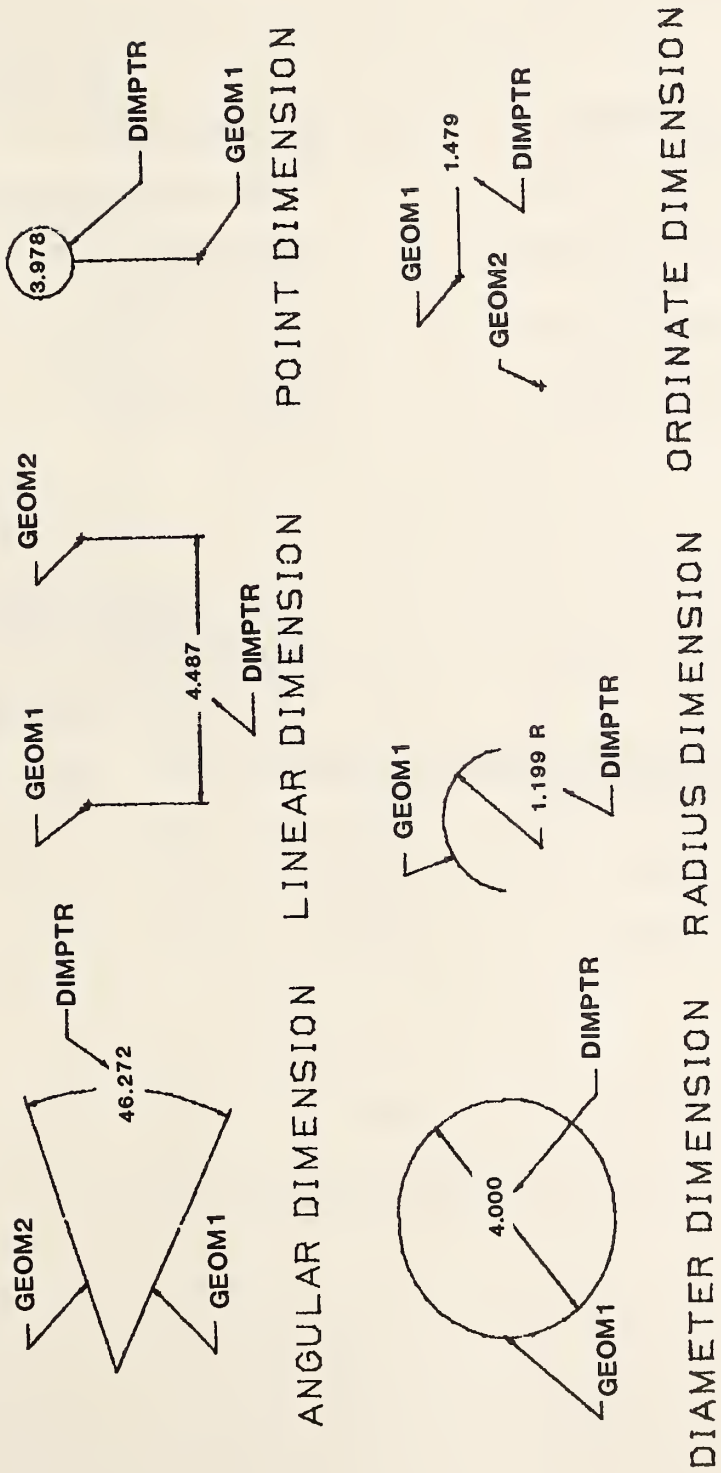 GEOM2
DIMPTR
46.272
GEOM1
ANGULAR DIMENSION
GEOM1
GEOM2
4.487
DIMPTR
LINEAR DIMENSION
3.978
DIMPTR
GEOM1
POINT DIMENSION
4.000
GEOM1
DIMPTR
DIAMETER DIMENSION
GEOM1
1.199 R
DIMPTR
RADIUS DIMENSION
GEOM1
GEOM2
1.479
DIMPTR
ORDINATE DIMENSION